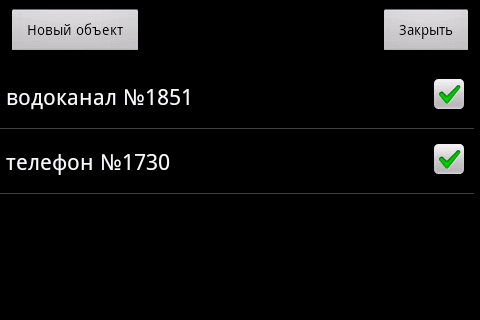 Новый объект
Закрыть
водоканал №1851
телефон №1730